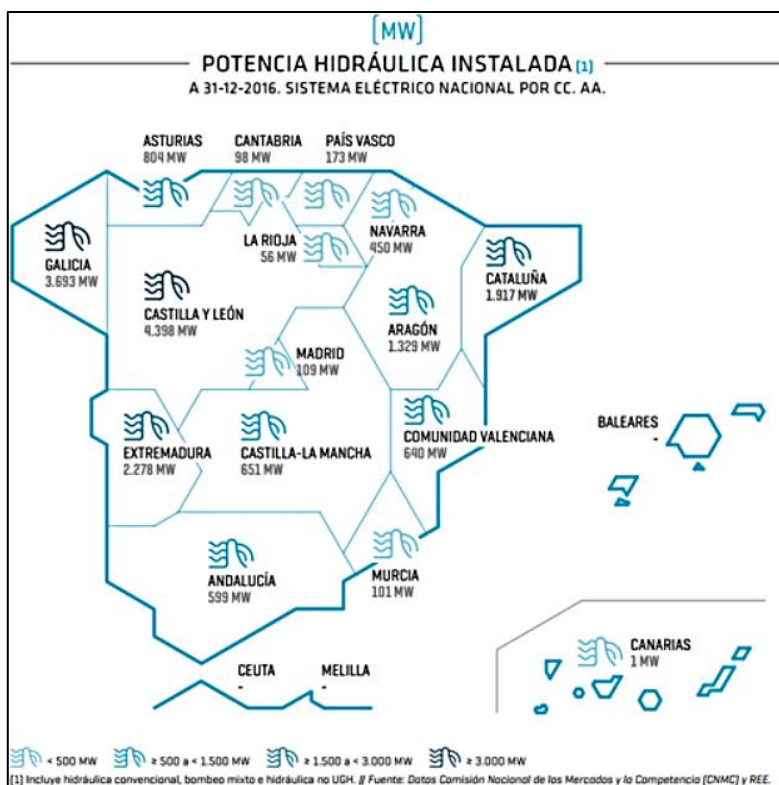 [MW]
POTENCIA HIDRÁULICA INSTALADA [1]
A 31-12-2016. SISTEMA ELÉCTRICO NACIONAL POR CC. AA.
ASTURIAS
804 MW
CANTABRIA
98 MW
PAÍS VASCO
173 MW
GALICIA
3.693 MW
LA RIOJA
56 MW
NAVARRA
450 MW
CATALUÑA
1.917 MW
CASTILLA Y LEÓN
4.398 MW
ARAGÓN
1.329 MW
MADRID
109 MW
EXTREMADURA
2.278 MW
CASTILLA-LA MANCHA
651 MW
COMUNIDAD VALENCIANA
640 MW
BALEARES
-
ANDALUCÍA
599 MW
MURCIA
101 MW
CEUTA
-
MELILLA
-
CANARIAS
1 MW
< 500 MW
≥ 500 a < 1.500 MW
≥ 1.500 a < 3.000 MW
≥ 3.000 MW
[1] Incluye hidráulica convencional, bombeo mixto e hidráulica no UGH. // Fuente: Datos Comisión Nacional de los Mercados y la Competencia [CNMC] y REE.